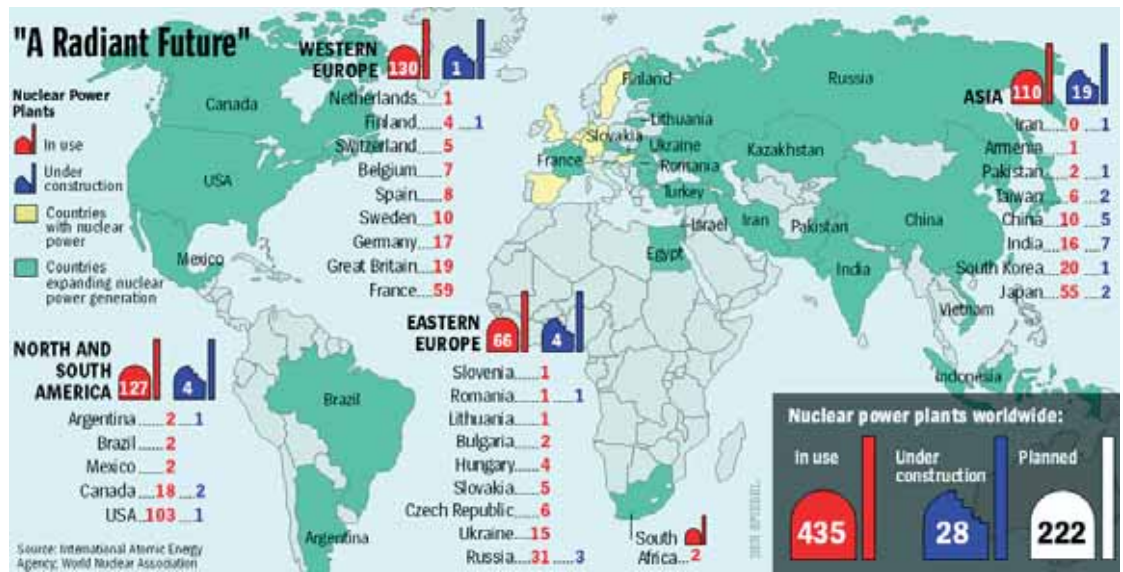 "A Radiant Future"
Nuclear Power
Plants
In use
Under
construction
Countries
with nuclear
power
Countries
expanding nuclear
power generation
WESTERN
EUROPE 130 1
Netherlands....1
Finland....4....1
Switzerland....5
Belgium....7
Spain....8
Sweden....10
Germany....17
Great Britain....19
France....59
ASIA 110 19
Iran....0....1
Armenia....1
Pakistan....2....1
Taiwan....6....2
China....10....5
India....16....7
South Korea....20....1
Japan....55....2
NORTH AND
SOUTH
AMERICA 127 4
Argentina....2....1
Brazil....2
Mexico....2
Canada....18....2
USA....103....1
EASTERN
EUROPE 66 4
Slovenia....1
Romania....1....1
Lithuania....1
Bulgaria....2
Hungary....4
Slovakia....5
Czech Republic....6
Ukraine....15
Russia....31....3
South
Africa..2
Canada
USA
Mexico
Brazil
Argentina
Finland
Russia
Lithuania
Slovakia
Ukraine
France
Romania
Kazakhstan
Turkey
Israel
Iran
Pakistan
China
Egypt
India
Vietnam
Indonesia
Nuclear power plants worldwide:
In use
Under
construction
Planned
435
28
222
DER SPIEGEL
Source: International Atomic Energy
Agency; World Nuclear Association